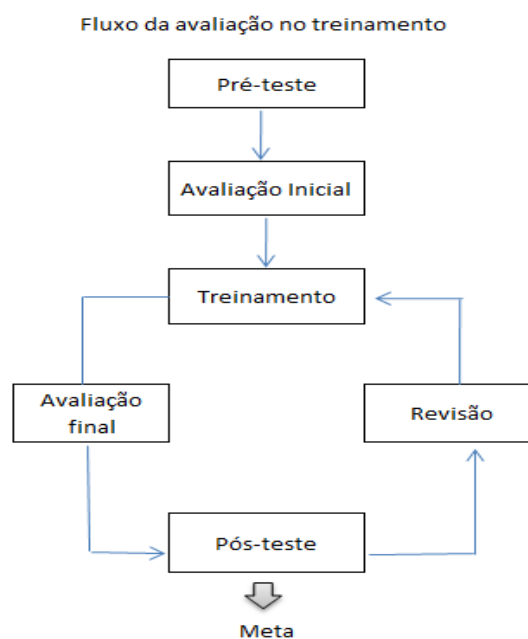 Fluxo da avaliação no treinamento
Pré-teste
Avaliação Inicial
Treinamento
Avaliação
final
Revisão
Pós-teste
Meta